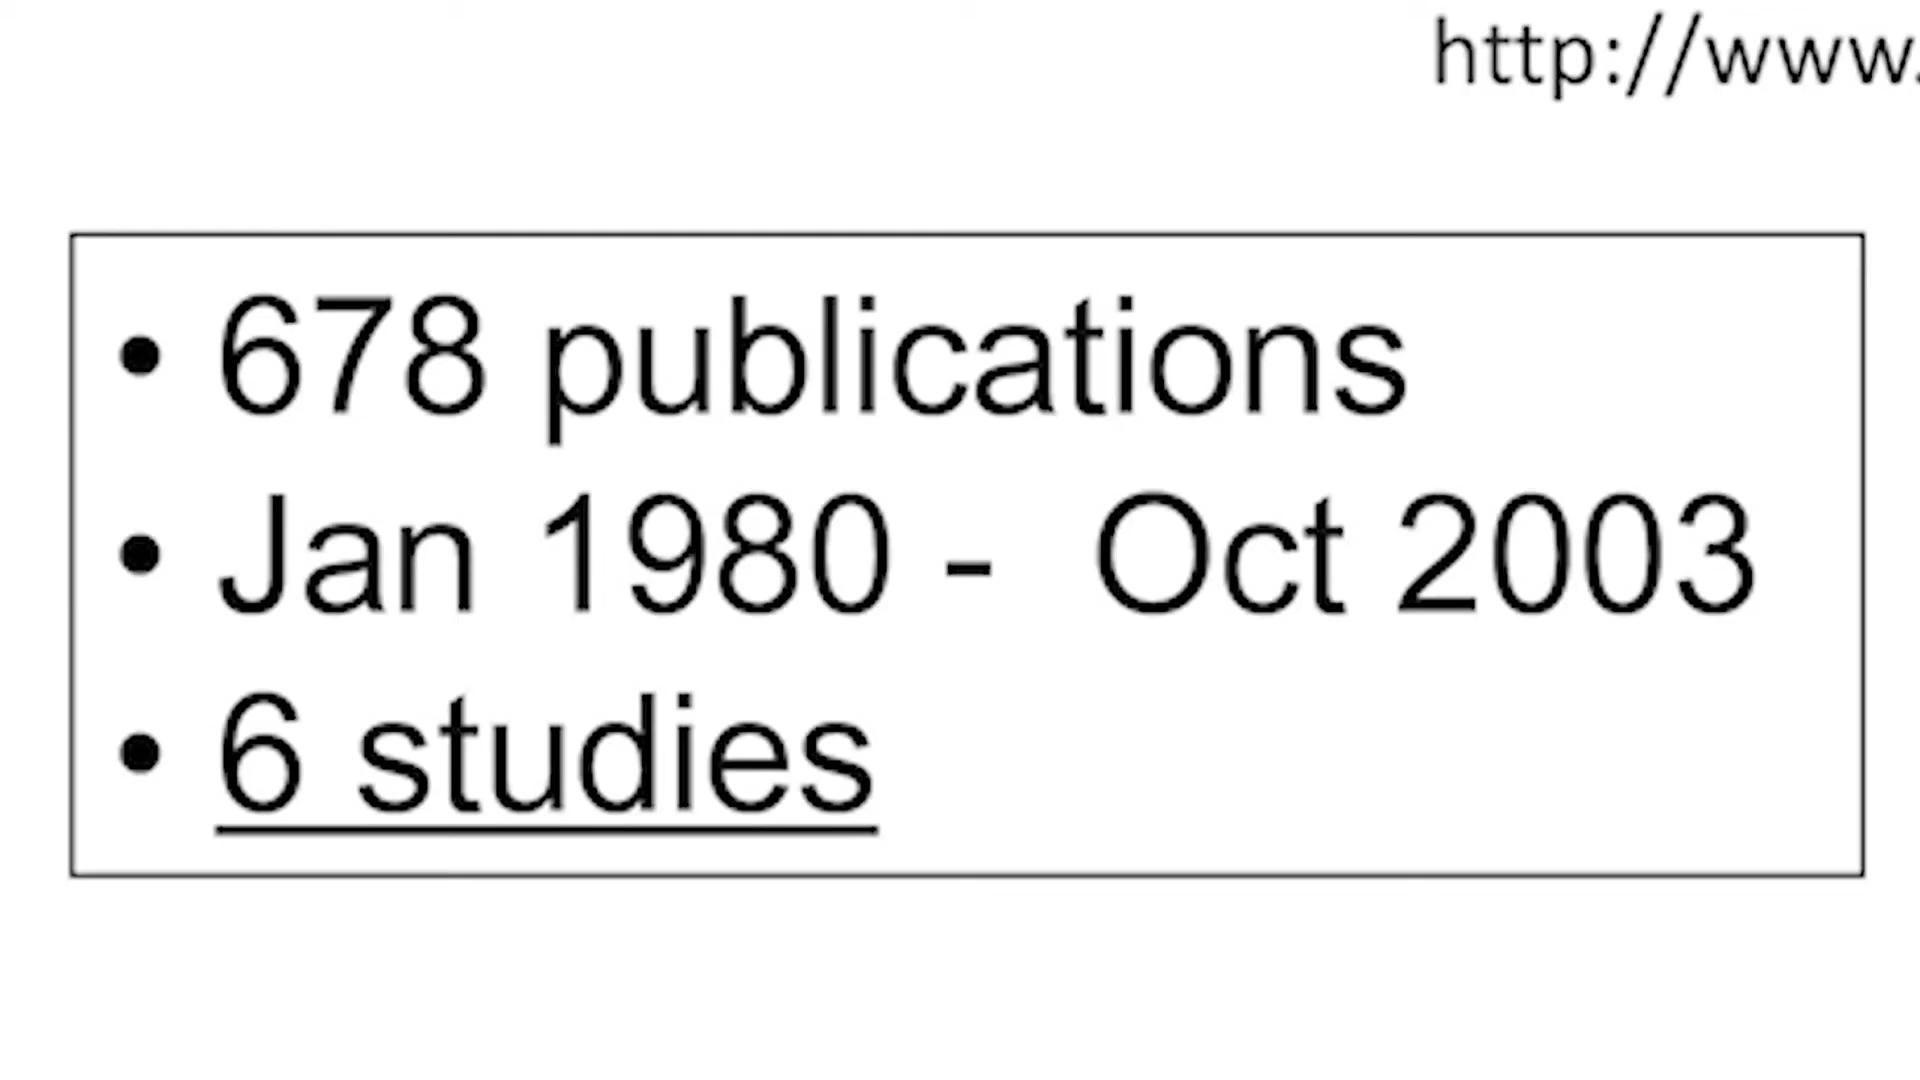 http://www.
• 678 publications
• Jan 1980 - Oct 2003
• 6 studies